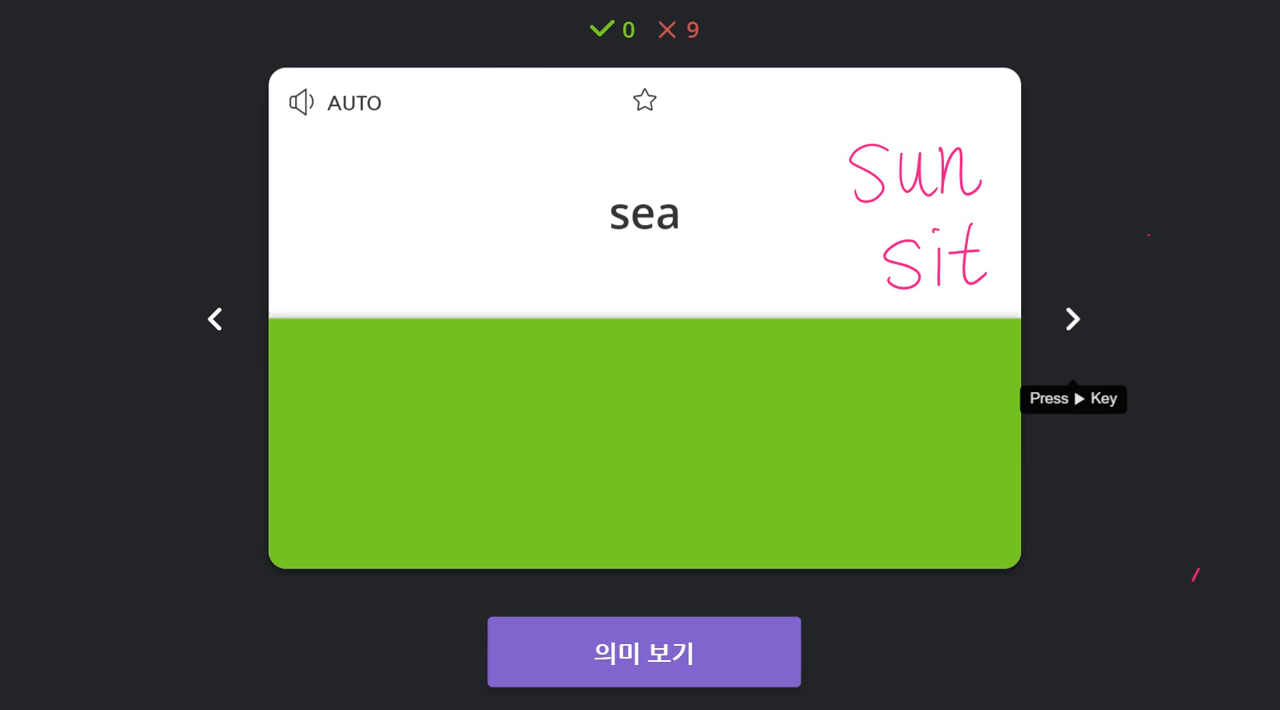 0 9
AUTO
sun
sea
sit
Press ▶ Key
의미 보기